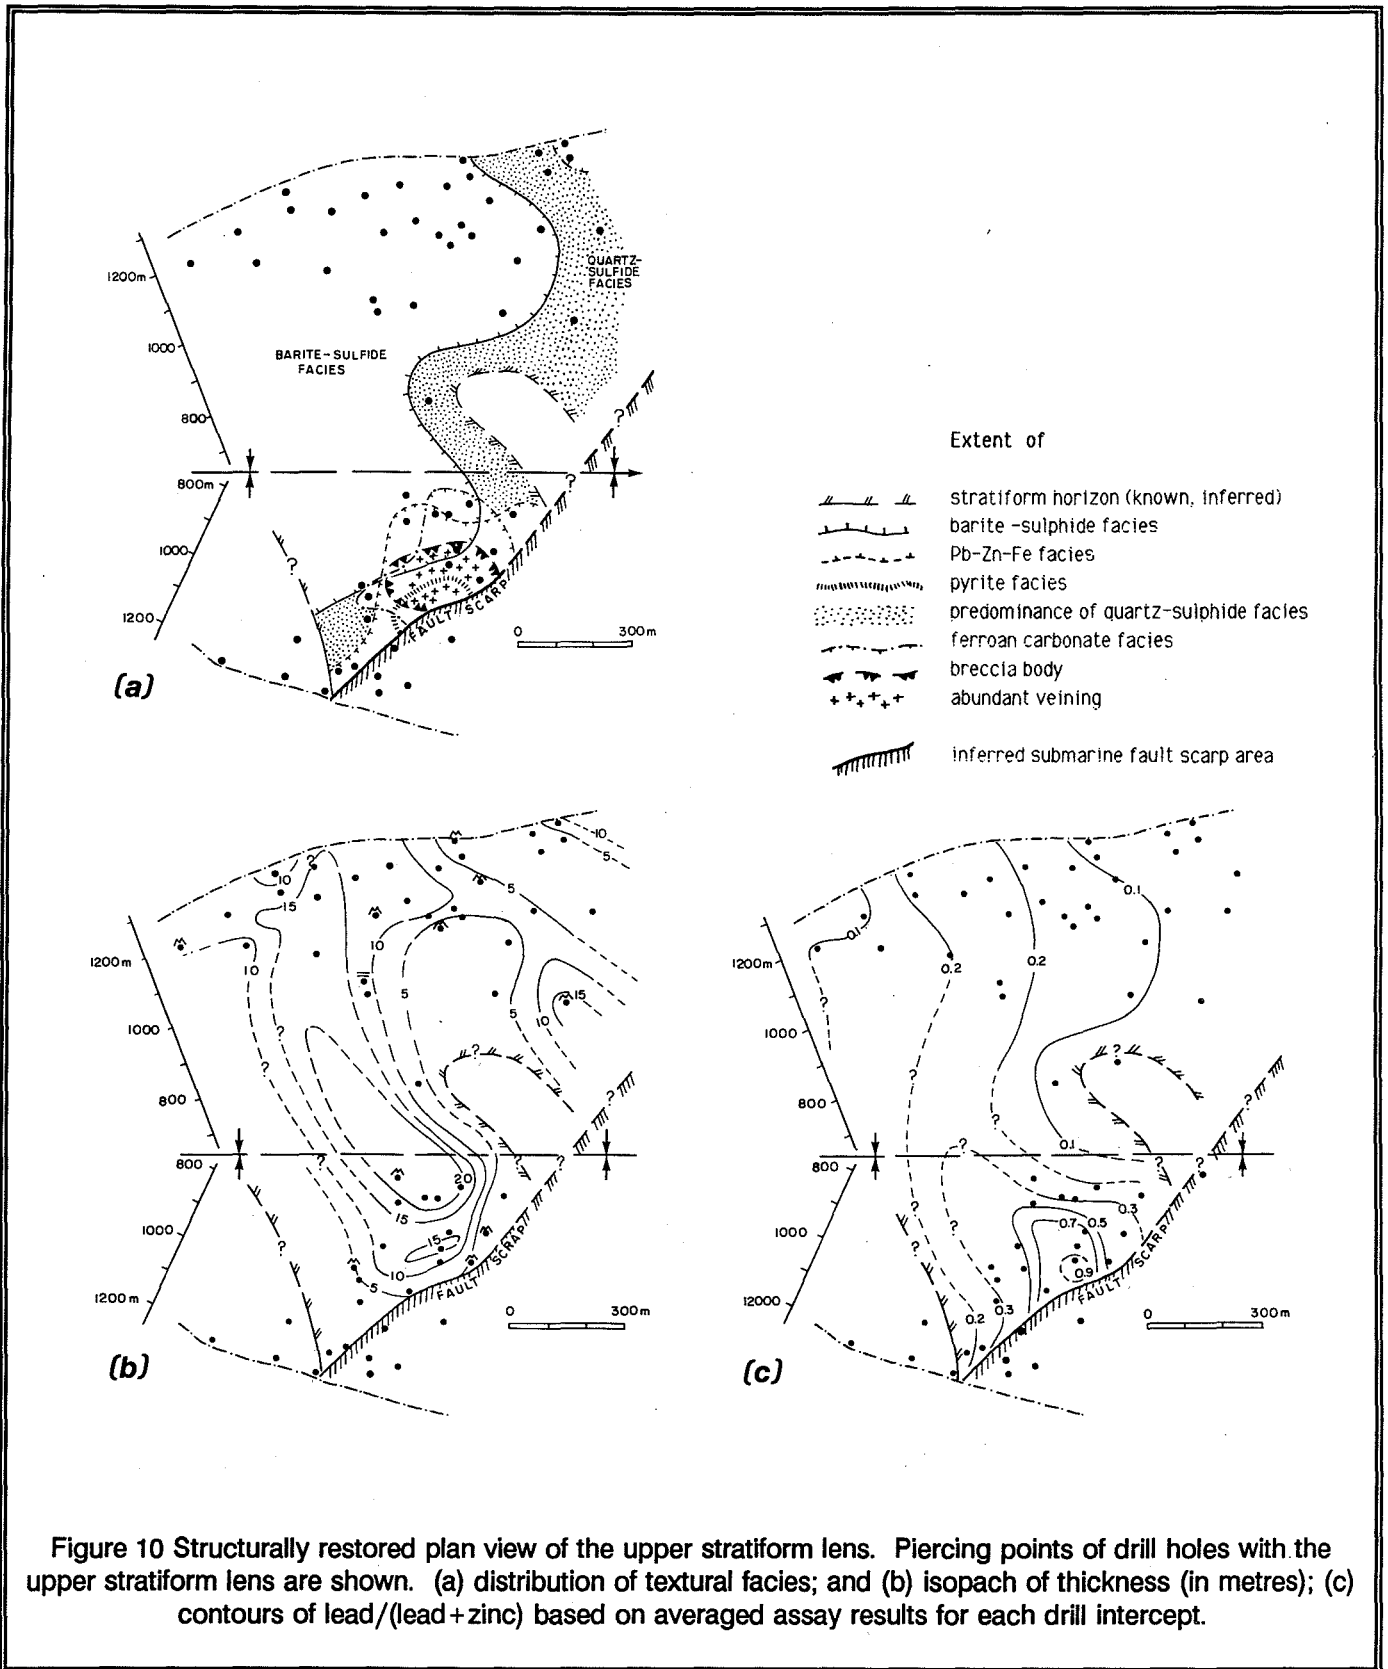 QUARTZ-
SULFIDE
FACIES
1200m
1000
BARITE-SULFIDE
FACIES
800
?
?
800m
1000
?
1200
FAULT SCARP
0 300m
(a)
Extent of
stratiform horizon (known, inferred)
barite -sulphide facies
Pb-Zn-Fe facies
pyrite facies
predominance of quartz-sulphide facies
ferroan carbonate facies
breccia body
abundant veining
inferred submarine fault scarp area
10
5
?
10
15
5
10
10
1200m
5
15
5
10
?
1000
?
?
?
800
?
?
?
800
20
15
1000
15
?
10
5
FAULT SCRAP
1200m
0 300m
(b)
0.1
0.1
0.2
0.2
1200m
?
1000
?
?
800
?
?
0.1
?
?
?
800
?
0.3
?
0.7
0.5
1000
?
0.9
FAULT SCARP
12000
0.3
0.2
0 300m
(c)
Figure 10 Structurally restored plan view of the upper stratiform lens. Piercing points of drill holes with the
upper stratiform lens are shown. (a) distribution of textural facies; and (b) isopach of thickness (in metres); (c)
contours of lead/(lead+zinc) based on averaged assay results for each drill intercept.